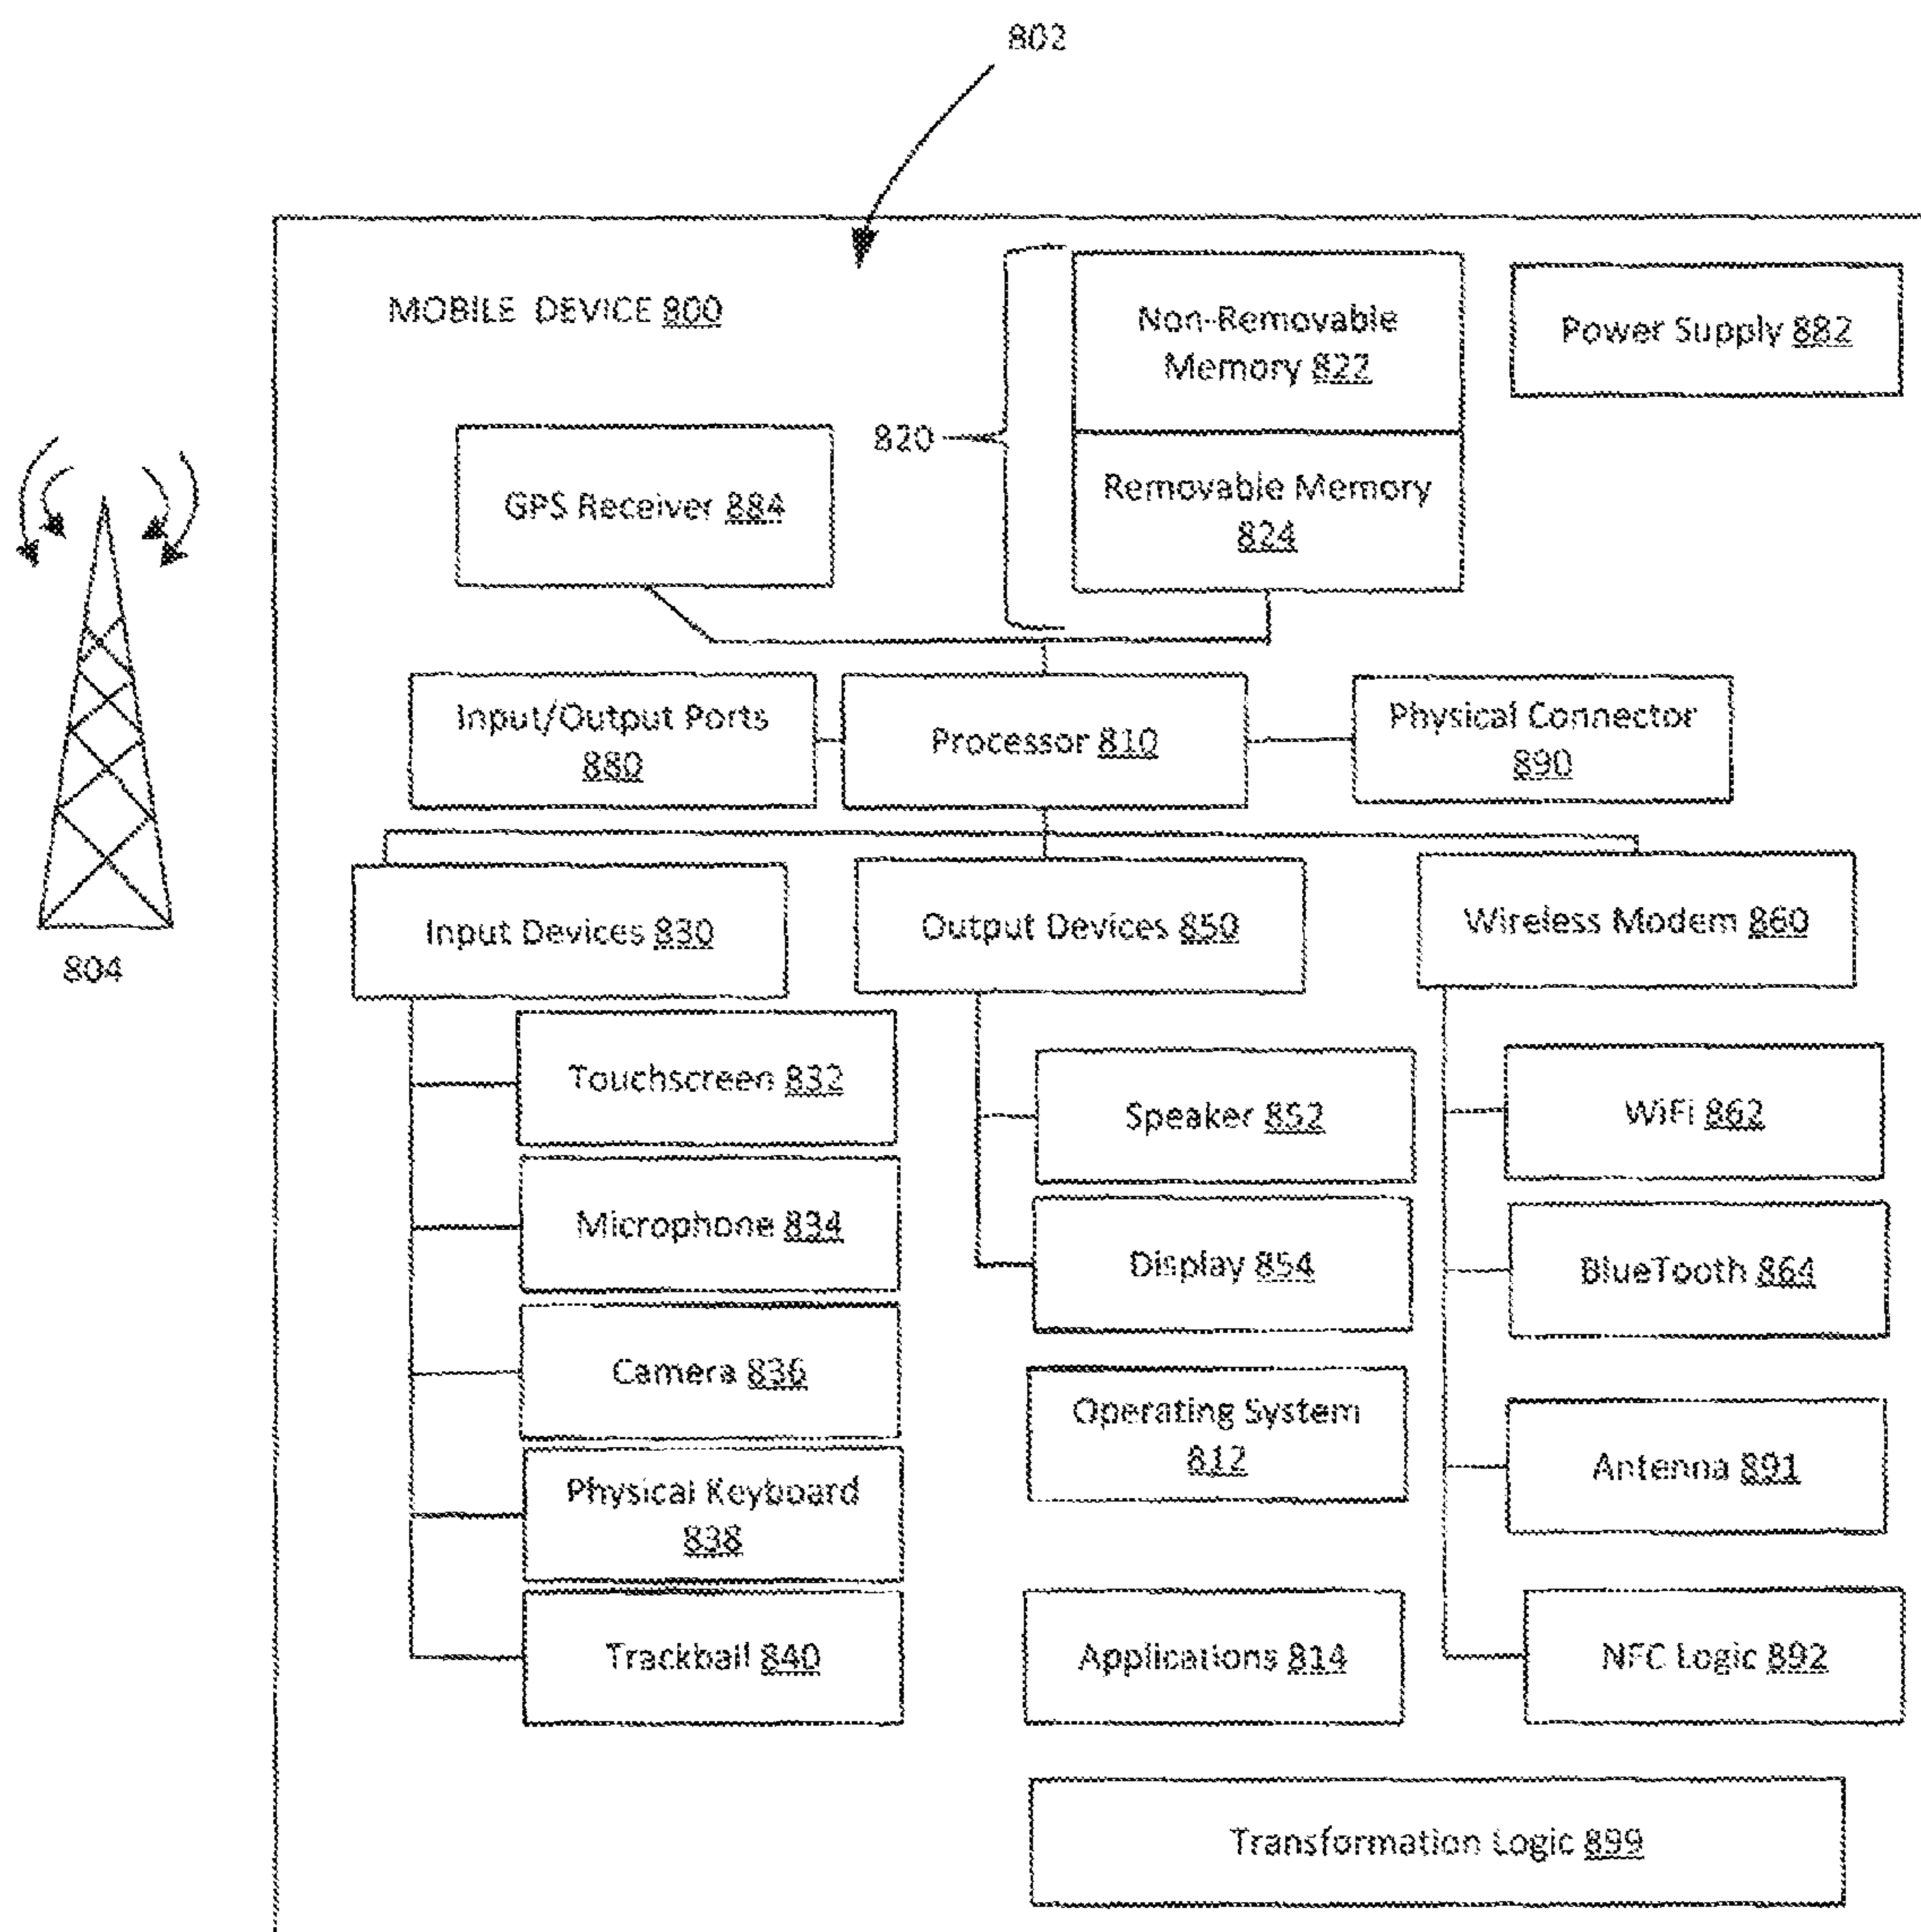 802
MOBILE DEVICE 800
Non-Removable
Memory 822
Power Supply 882
820
GPS Receiver 884
Removable Memory
824
Input/Output Ports
880
Processor 810
Physical Connector
890
Input Devices 830
Output Devices 850
Wireless Modem 860
804
Touchscreen 832
Speaker 852
WiFi 862
Microphone 834
Display 854
BlueTooth 864
Camera 836
Operating System
812
Antenna 891
Physical Keyboard
838
Trackball 840
Applications 814
NFC Logic 892
Transformation Logic 899